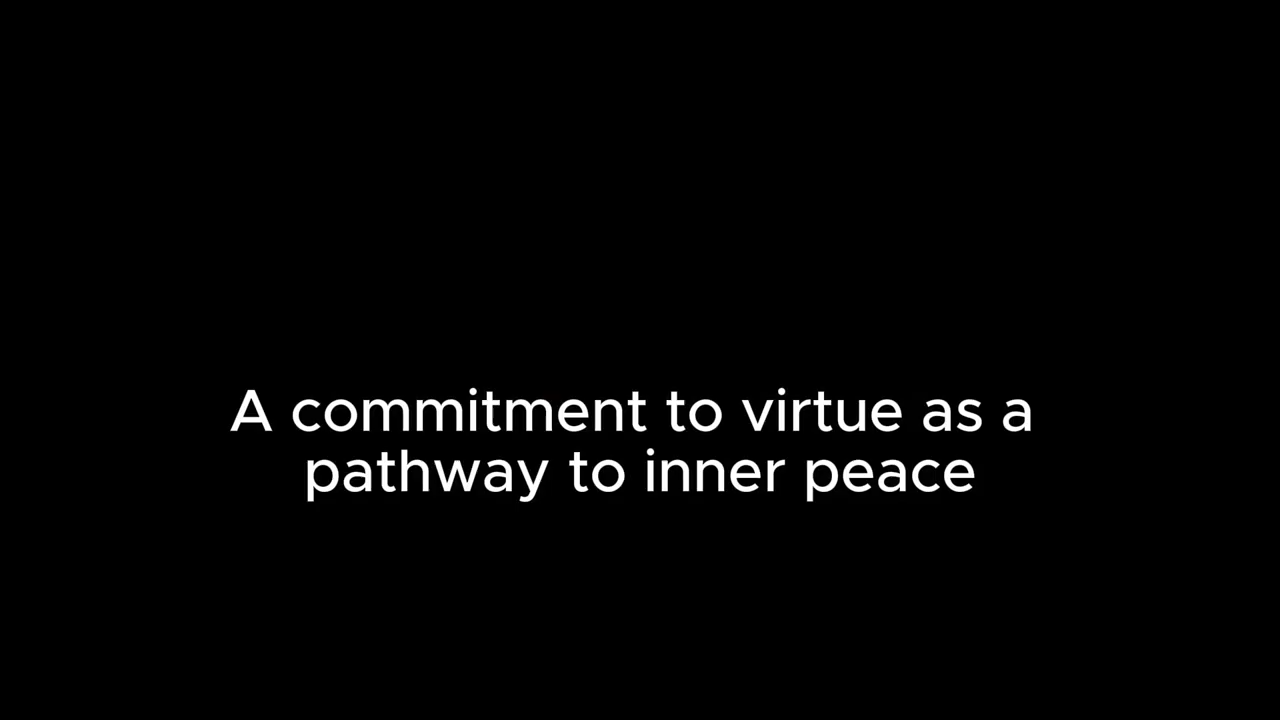 A commitment to virtue as a
pathway to inner peace